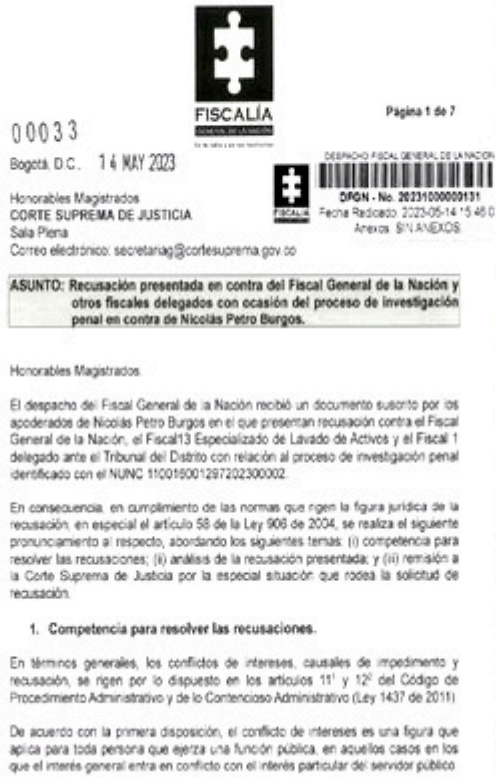 FISCALÍA
GENERAL DE LA NACIÓN
Página 1 de 7
00033
Bogotá, D.C., 14 MAY 2023
DESPACHO FISCAL GENERAL DE LA NACION
DFGN - No. 20231000000131
Fecha Radicado: 2023-05-14 15:46:0
Anexos: SIN ANEXOS.
FISCALÍA
Honorables Magistrados
CORTE SUPREMA DE JUSTICIA
Sala Plena
Correo electrónico: secretariag@cortesuprema.gov.co
ASUNTO: Recusación presentada en contra del Fiscal General de la Nación y
otros fiscales delegados con ocasión del proceso de investigación
penal en contra de Nicolás Petro Burgos.
Honorables Magistrados.
El despacho del Fiscal General de la Nación recibió un documento suscrito por los
apoderados de Nicolás Petro Burgos en el que presentan recusación contra el Fiscal
General de la Nación, el Fiscal13 Especializado de Lavado de Activos y el Fiscal 1
delegado ante el Tribunal del Distrito con relación al proceso de investigación penal
identificado con el NUNC 110016001297202300002.
En consecuencia, en cumplimiento de las normas que rigen la figura jurídica de la
recusación, en especial el artículo 58 de la Ley 906 de 2004, se realiza el siguiente
pronunciamiento al respecto, abordando los siguientes temas: (i) competencia para
resolver las recusaciones; (ii) análisis de la recusación presentada; y (iii) remisión a
la Corte Suprema de Justicia por la especial situación que rodea la solicitud de
recusación.
1. Competencia para resolver las recusaciones.
En términos generales, los conflictos de intereses, causales de impedimento y
recusación, se rigen por lo dispuesto en los artículos 11¹ y 12² del Código de
Procedimiento Administrativo y de lo Contencioso Administrativo (Ley 1437 de 2011)
De acuerdo con la primera disposición, el conflicto de intereses es una figura que
aplica para toda persona que ejerza una función pública, en aquellos casos en los
que el interés general entra en conflicto con el interés particular del servidor público